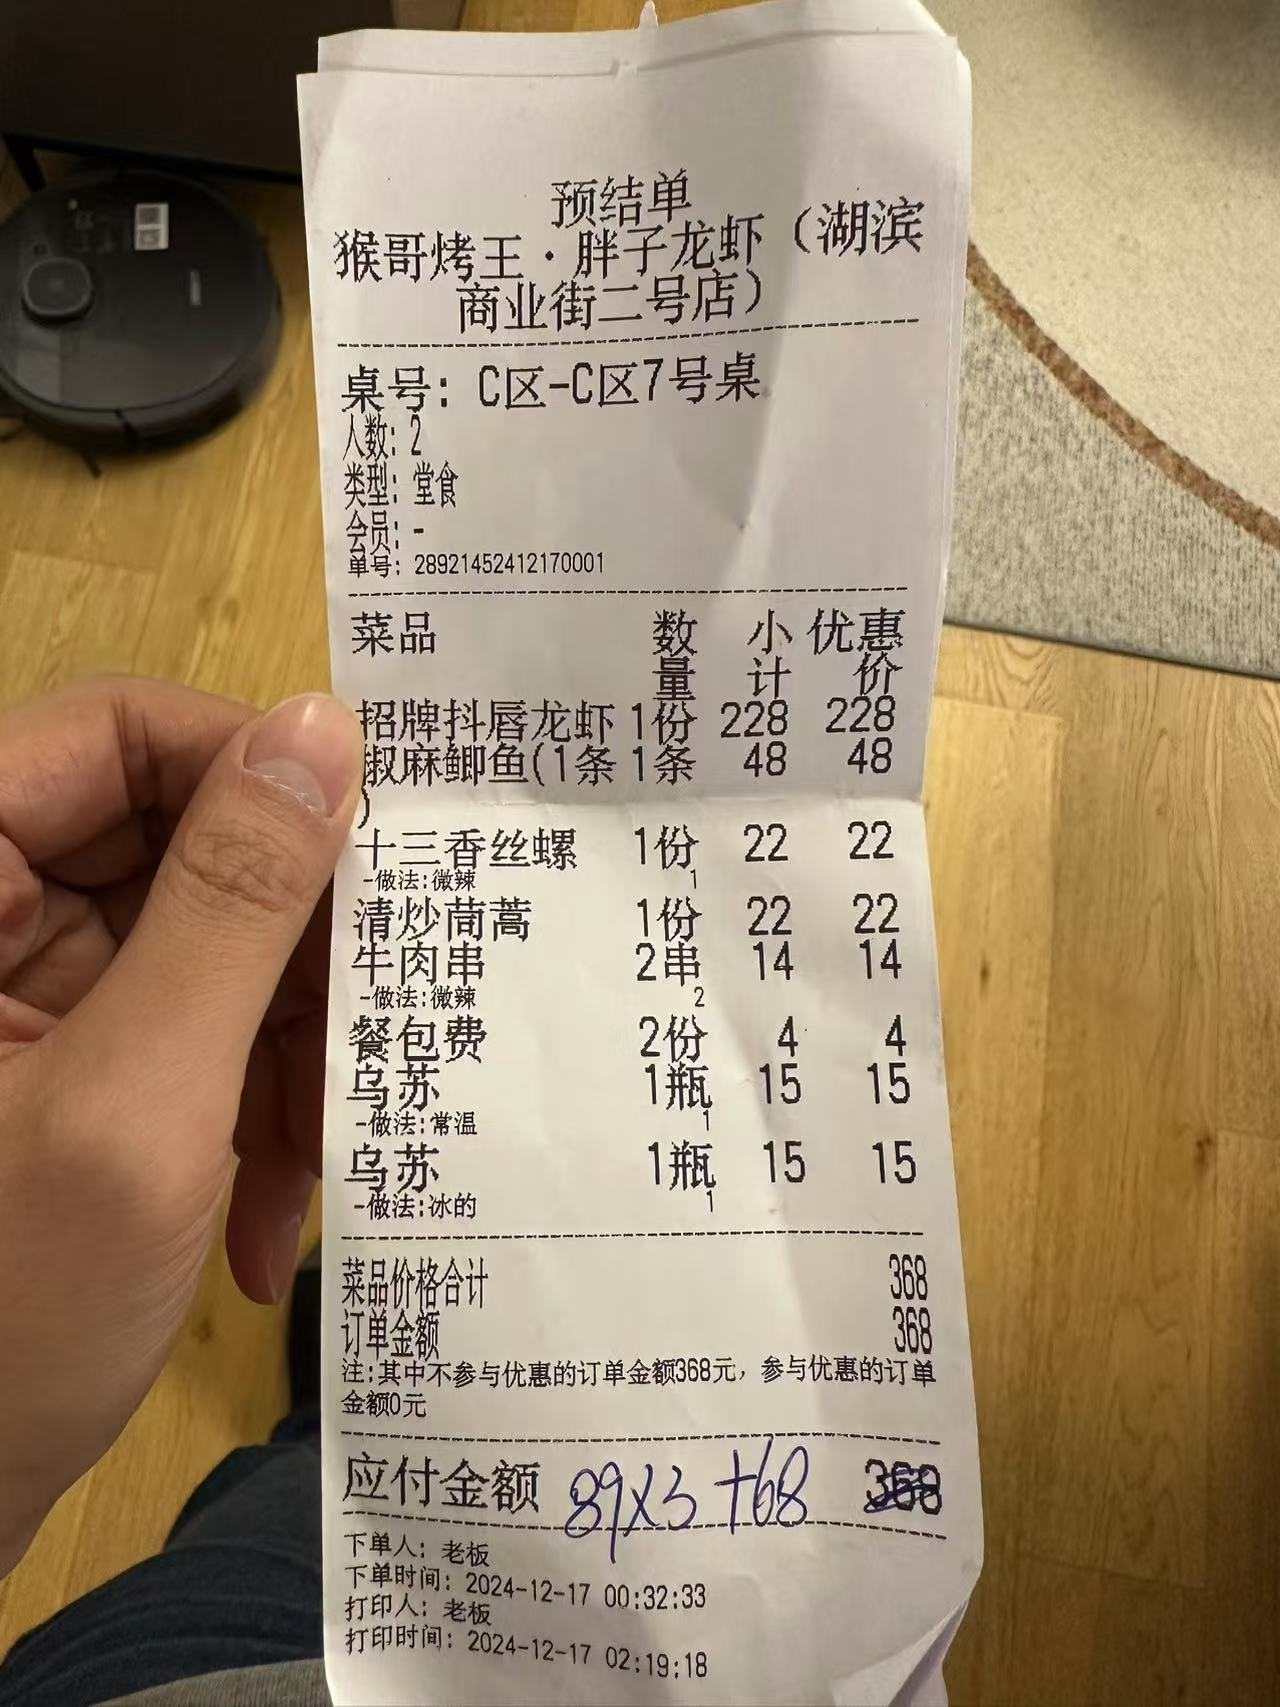 预结单
猴哥烤王·胖子龙虾（湖滨
商业街二号店）
桌号: C区-C区7号桌
人数: 2
类型: 堂食
会员: -
单号: 28921452412170001
菜品 数 小 优惠
量 计 价
招牌抖唇龙虾 1份 228 228
椒麻鲫鱼(1条 1条 48 48
)
十三香丝螺 1份 22 22
-做法:微辣 1
清炒茼蒿 1份 22 22
牛肉串 2串 14 14
-做法:微辣 2
餐包费 2份 4 4
乌苏 1瓶 15 15
-做法:常温 1
乌苏 1瓶 15 15
-做法:冰的 1
菜品价格合计 368
订单金额 368
注:其中不参与优惠的订单金额368元，参与优惠的订单
金额0元
应付金额 89×3+68 368
下单人: 老板
下单时间: 2024-12-17 00:32:33
打印人: 老板
打印时间: 2024-12-17 02:19:18